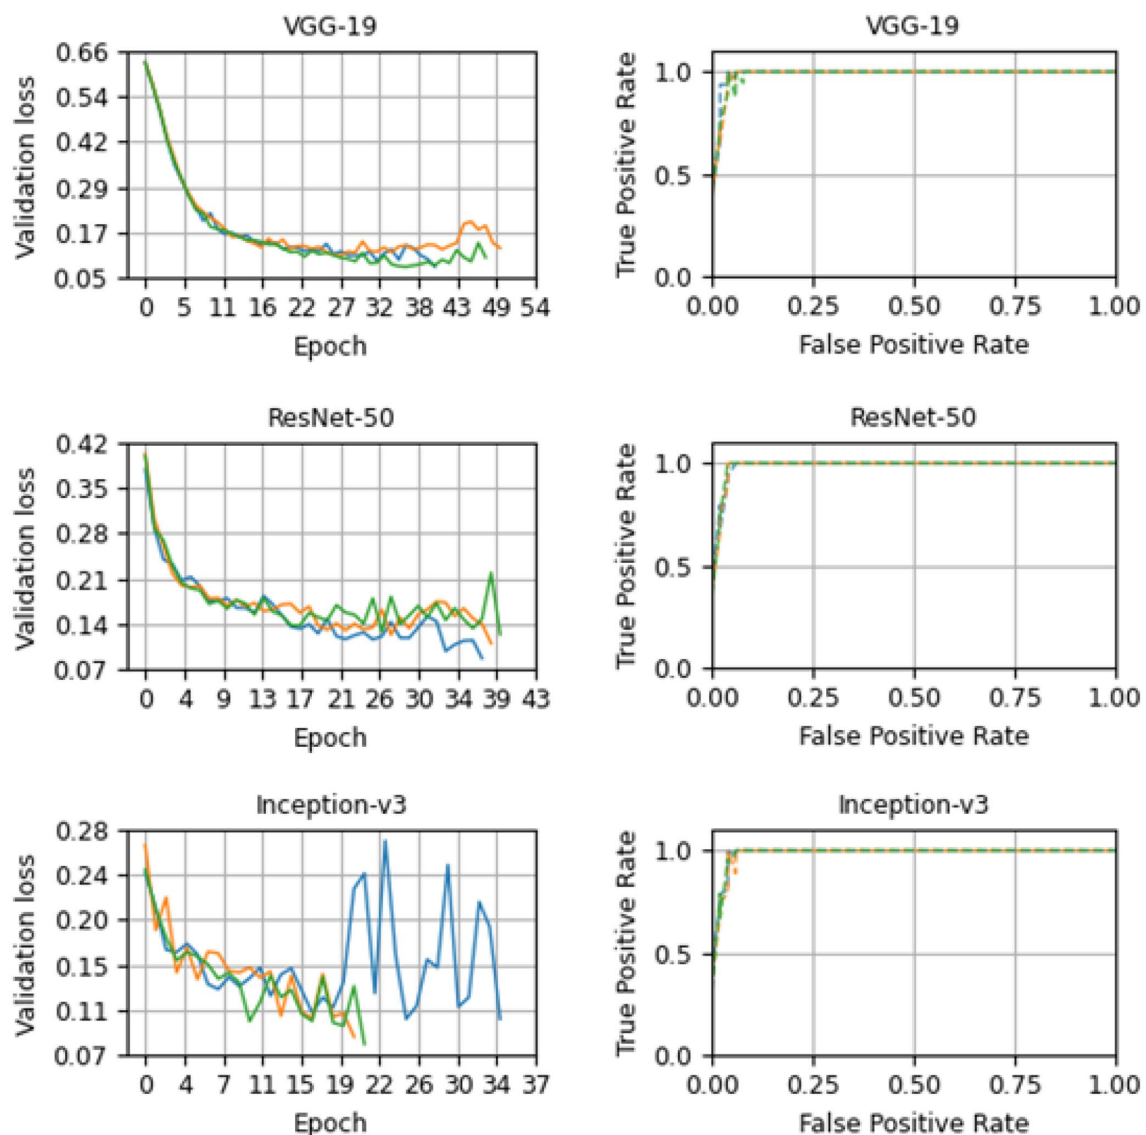 VGG-19
Validation loss
0.66
0.54
0.42
0.29
0.17
0.05
0 5 11 16 22 27 32 38 43 49 54
Epoch
VGG-19
True Positive Rate
1.0
0.5
0.0
0.00 0.25 0.50 0.75 1.00
False Positive Rate
ResNet-50
Validation loss
0.42
0.35
0.28
0.21
0.14
0.07
0 4 9 13 17 21 26 30 34 39 43
Epoch
ResNet-50
True Positive Rate
1.0
0.5
0.0
0.00 0.25 0.50 0.75 1.00
False Positive Rate
Inception-v3
Validation loss
0.28
0.24
0.20
0.15
0.11
0.07
0 4 7 11 15 19 22 26 30 34 37
Epoch
Inception-v3
True Positive Rate
1.0
0.5
0.0
0.00 0.25 0.50 0.75 1.00
False Positive Rate